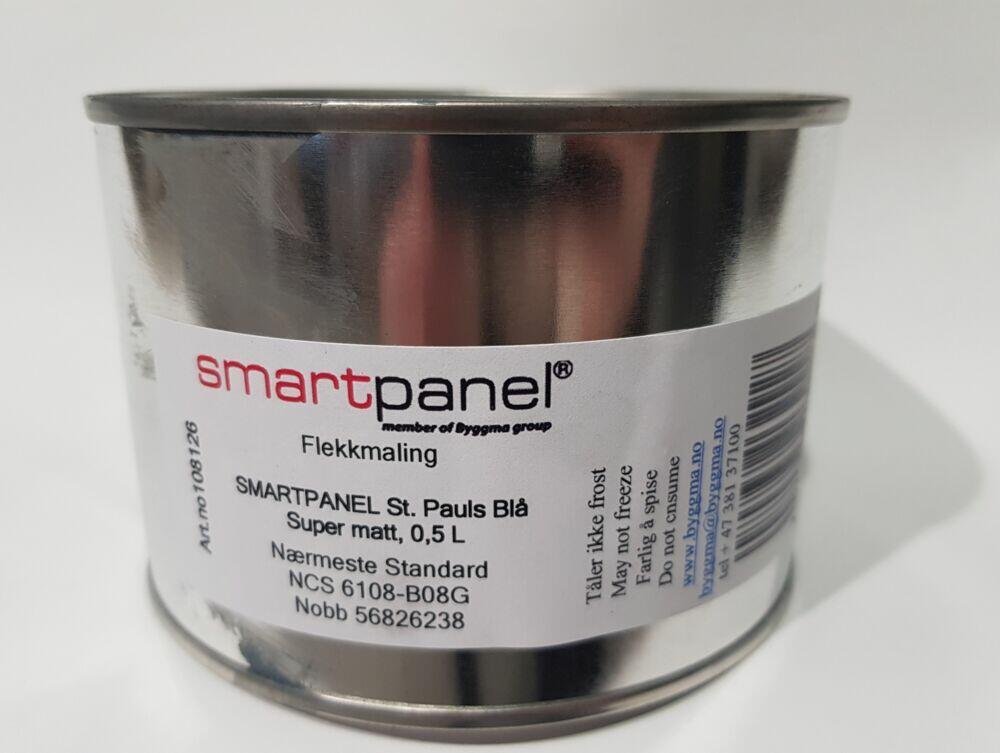 smartpanel®
member of Byggma group
Flekkmaling
SMARTPANEL St. Pauls Blå
Super matt, 0,5 L
Nærmeste Standard
NCS 6108-B08G
Nobb 56826238
Art.no108126
Tåler ikke frost
May not freeze
Farlig å spise
Do not cnsume
www.byggma.no
byggma@byggma.no
tel + 47 381 37100